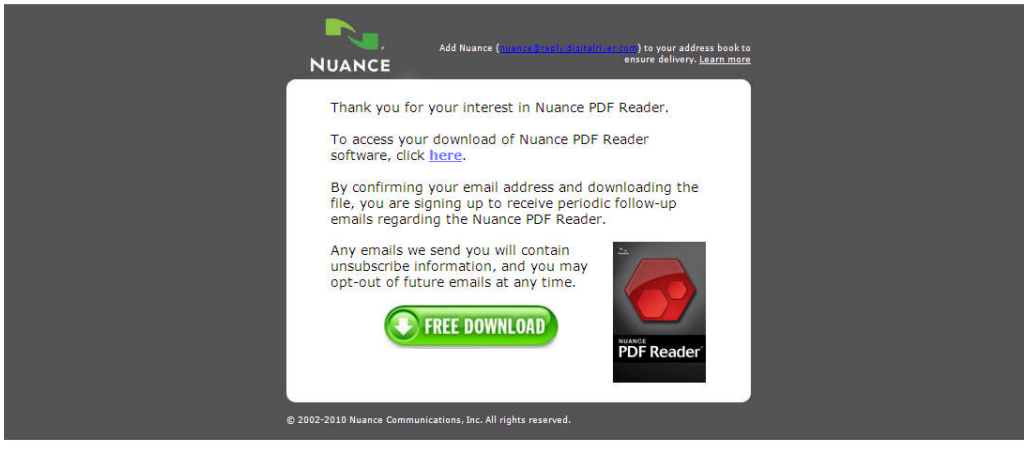 NUANCE
Add Nuance (nuance@reply.digitalriver.com) to your address book to
ensure delivery. Learn more
Thank you for your interest in Nuance PDF Reader.
To access your download of Nuance PDF Reader
software, click here.
By confirming your email address and downloading the
file, you are signing up to receive periodic follow-up
emails regarding the Nuance PDF Reader.
Any emails we send you will contain
unsubscribe information, and you may
opt-out of future emails at any time.
FREE DOWNLOAD
NUANCE
PDF Reader
© 2002-2010 Nuance Communications, Inc. All rights reserved.